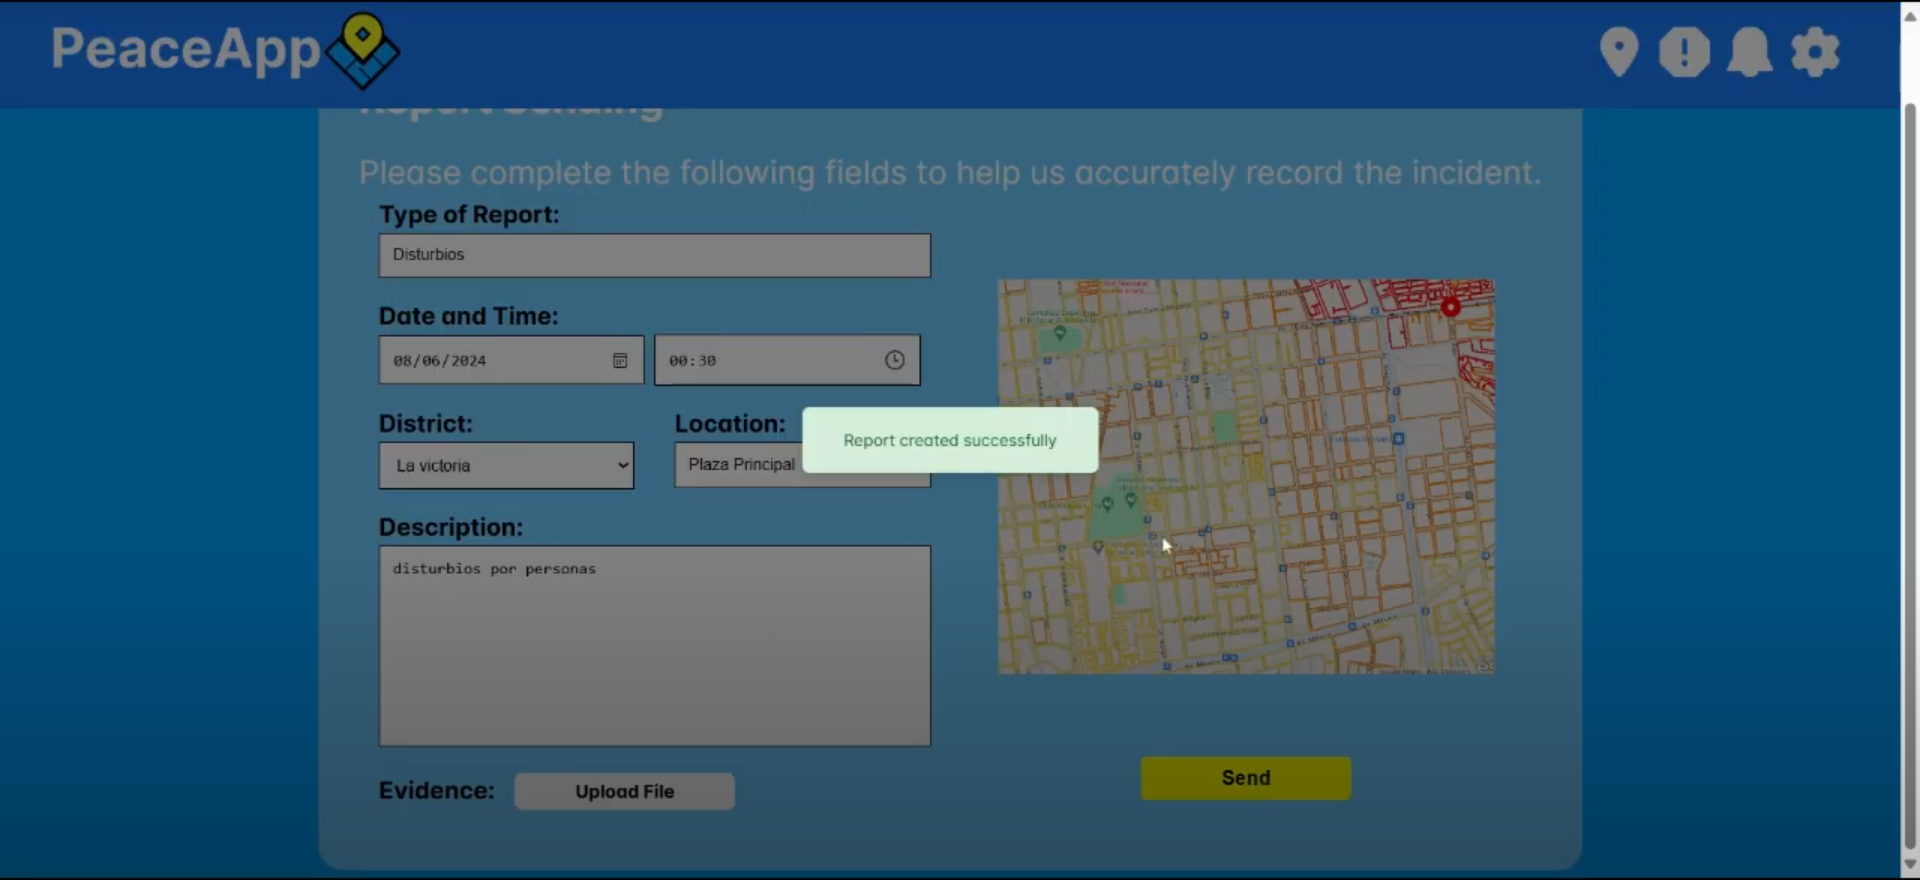 PeaceApp
Report Sending
Please complete the following fields to help us accurately record the incident.
Type of Report:
Disturbios
Date and Time:
08/06/2024
00:30
District:
Location:
La victoria
Plaza Principal
Report created successfully
Description:
disturbios por personas
Evidence:
Upload File
Send